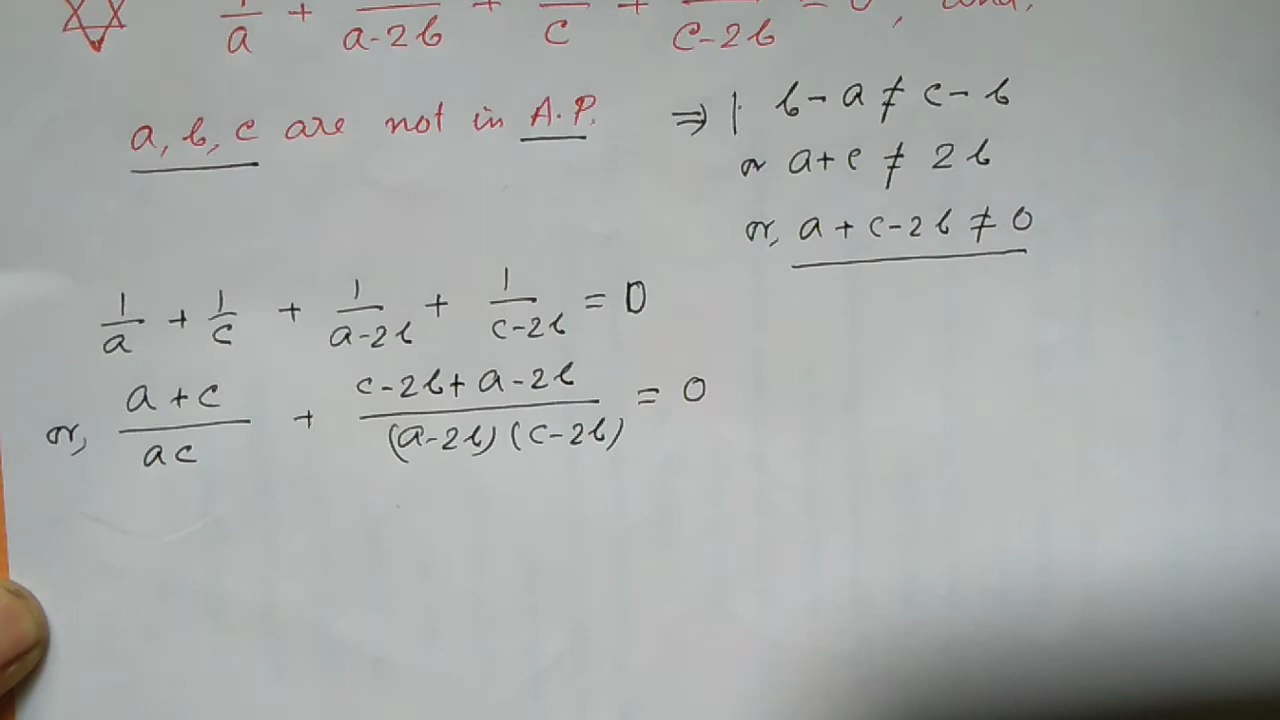 1/a + 1/(a-2b) + 1/c + 1/(c-2b) = 0, and,
a, b, c are not in A.P. ⇒ | b - a ≠ c - b
or a + c ≠ 2b
or, a + c - 2b ≠ 0
1/a + 1/c + 1/(a-2b) + 1/(c-2b) = 0
or, (a + c)/(ac) + (c-2b+a-2b)/((a-2b)(c-2b)) = 0